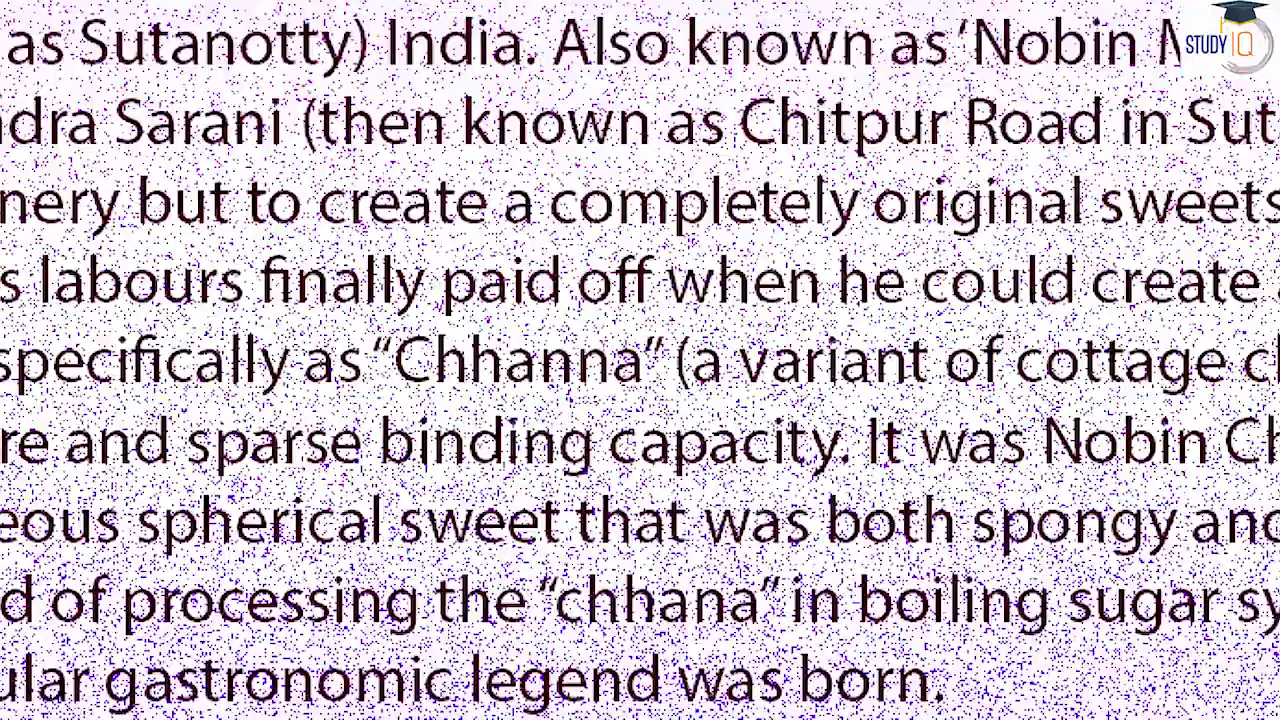 as Sutanotty) India. Also known as ‘Nobin
STUDY IQ
dra Sarani (then known as Chitpur Road in Sut
nery but to create a completely original sweets
s labours finally paid off when he could create
specifically as “Chhanna” (a variant of cottage
re and sparse binding capacity. It was Nobin Ch
eous spherical sweet that was both spongy and
d of processing the “chhana” in boiling sugar sy
ular gastronomic legend was born.